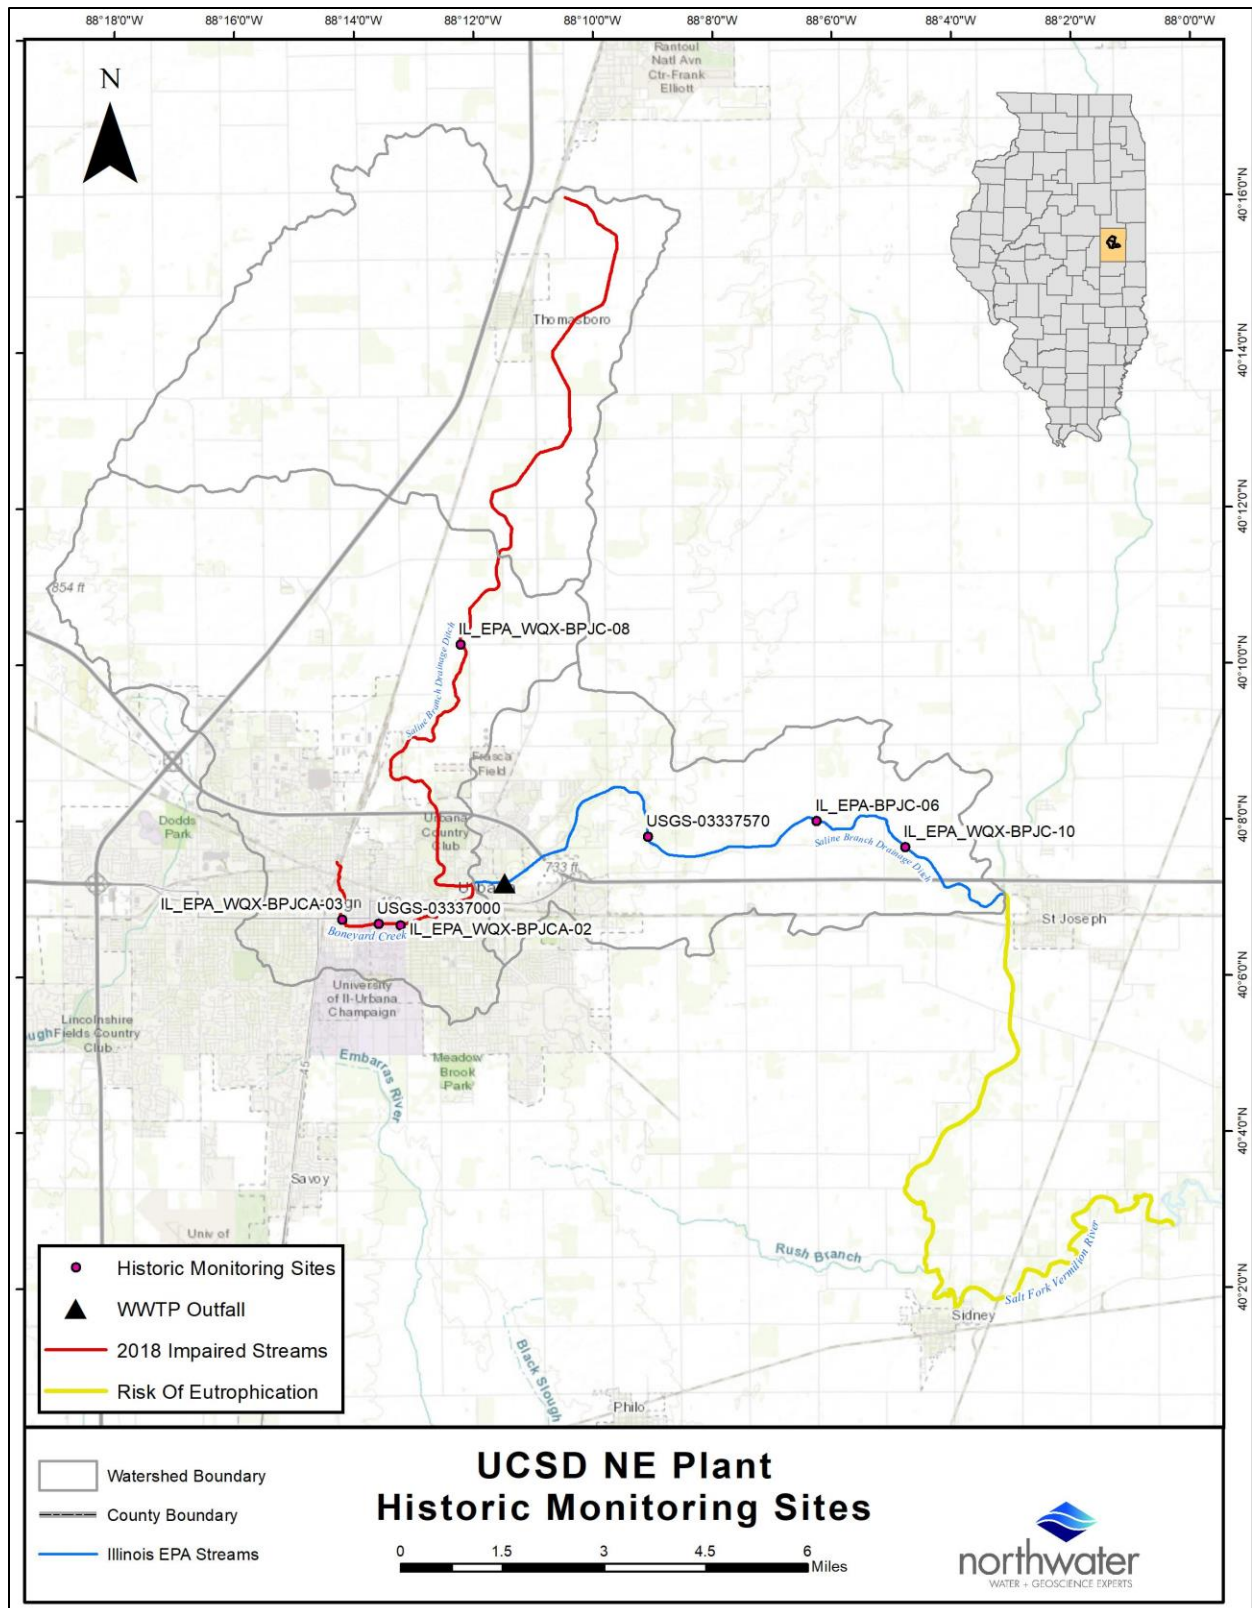 88°18'0"W
88°16'0"W
88°14'0"W
88°12'0"W
88°10'0"W
88°8'0"W
88°6'0"W
88°4'0"W
88°2'0"W
88°0'0"W
N
Rantoul
Natl Avn
Ctr-Frank
Elliott
40°16'0"N
Thomasboro
40°14'0"N
40°12'0"N
854 ft
IL_EPA_WQX-BPJC-08
Saline Branch Drainage Ditch
40°10'0"N
Frasca
Field
Dodds
Park
Urbana
Country
Club
USGS-03337570
IL_EPA-BPJC-06
IL_EPA_WQX-BPJC-10
Saline Branch Drainage Ditch
40°8'0"N
733 ft
Urbana
IL_EPA_WQX-BPJCA-03
gn
USGS-03337000
IL_EPA_WQX-BPJCA-02
Boneyard Creek
St Joseph
40°6'0"N
University
of Il-Urbana
Champaign
Lincolnshire
Fields Country
Club
ugh
Embarras River
Meadow
Brook
Park
45
40°4'0"N
Savoy
Univ of
Rush Branch
Salt Fork Vermilion River
40°2'0"N
Sidney
Black Slough
Philo
Historic Monitoring Sites
WWTP Outfall
2018 Impaired Streams
Risk Of Eutrophication
Watershed Boundary
County Boundary
Illinois EPA Streams
UCSD NE Plant
Historic Monitoring Sites
0 1.5 3 4.5 6
Miles
northwater
WATER + GEOSCIENCE EXPERTS